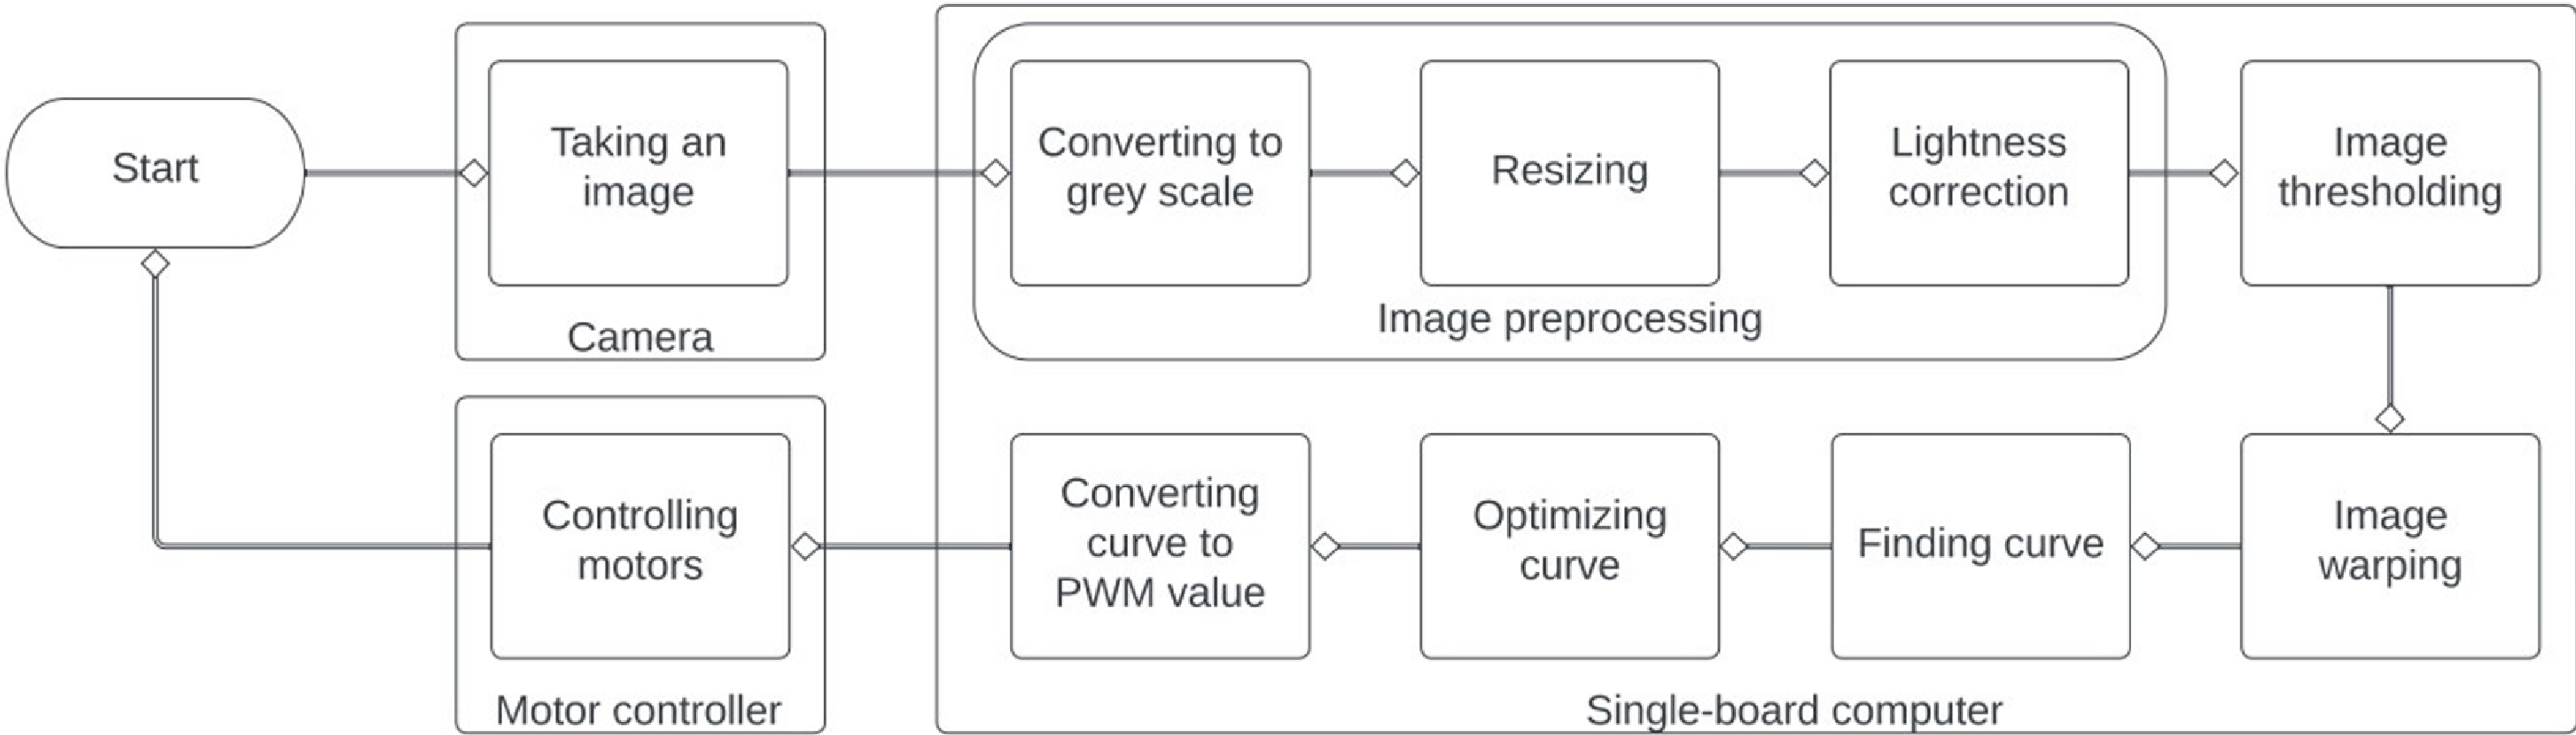 Start
Taking an
image
Camera
Converting to
grey scale
Resizing
Lightness
correction
Image preprocessing
Image
thresholding
Image
warping
Finding curve
Optimizing
curve
Converting
curve to
PWM value
Single-board computer
Controlling
motors
Motor controller